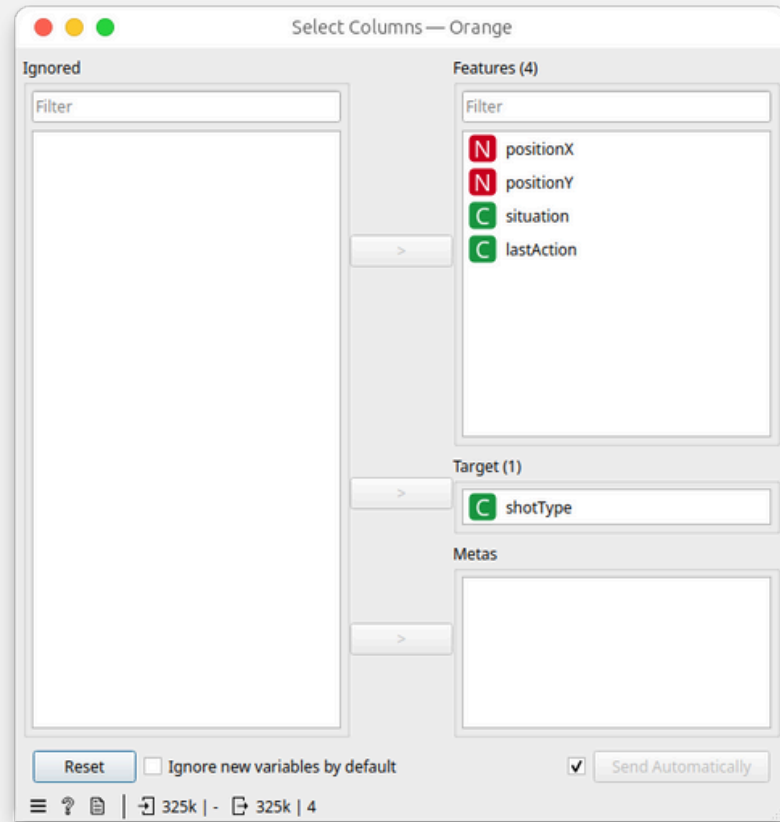 Select Columns — Orange
Ignored
Filter
Features (4)
Filter
N positionX
N positionY
C situation
C lastAction
>
>
>
Target (1)
C shotType
Metas
Reset
Ignore new variables by default
Send Automatically
? 325k | - 325k | 4